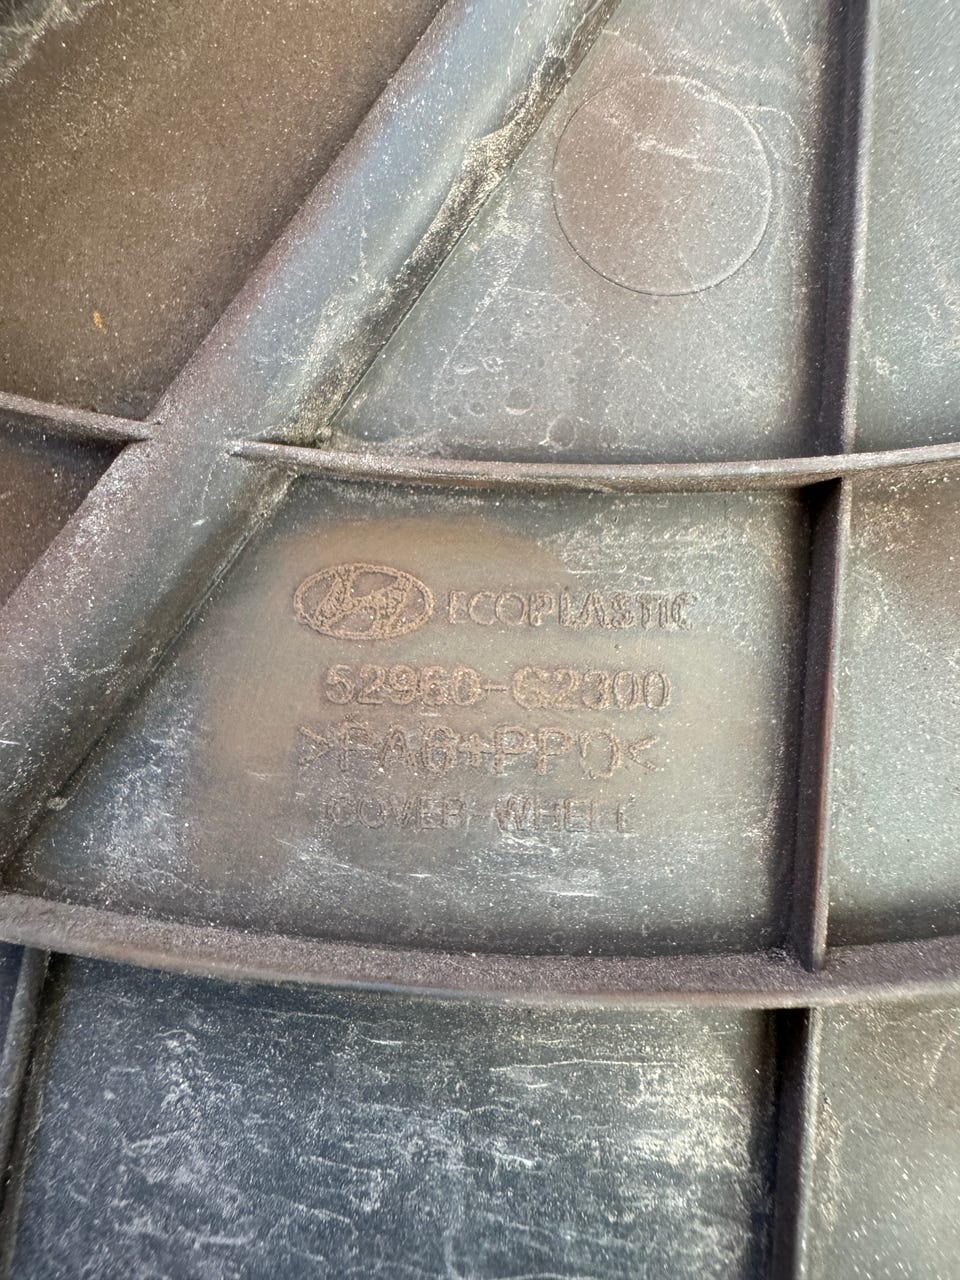 ECOPLASTIC
52960-G2300
>PA6+PPO<
COVER-WHEEL